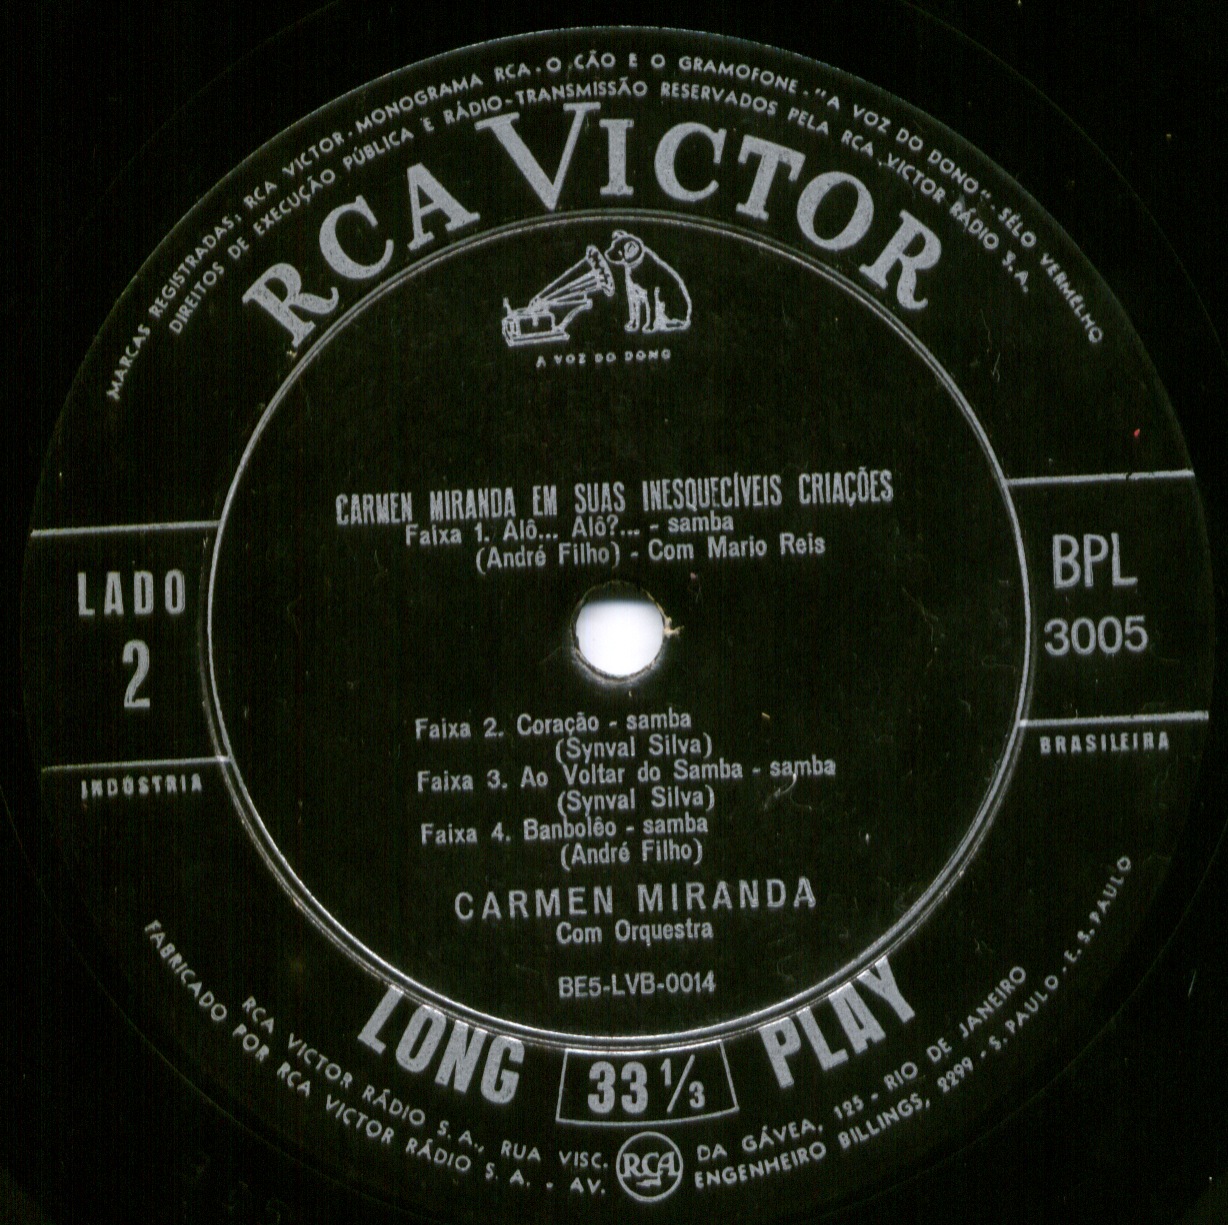 MARCAS REGISTRADAS: RCA VICTOR. MONOGRAMA RCA. O CÃO E O GRAMOFONE - "A VOZ DO DONO". SÊLO VERMELHO
DIREITOS DE EXECUÇÃO PÚBLICA E RÁDIO-TRANSMISSÃO RESERVADOS PELA RCA VICTOR RÁDIO S.A.
RCA VICTOR
A VOZ DO DONO
CARMEN MIRANDA EM SUAS INESQUECÍVEIS CRIAÇÕES
Faixa 1. Alô... Alô?... - samba
(André Filho) - Com Mario Reis
LADO
2
BPL
3005
INDÚSTRIA
BRASILEIRA
Faixa 2. Coração - samba
(Synval Silva)
Faixa 3. Ao Voltar do Samba - samba
(Synval Silva)
Faixa 4. Banbolêo - samba
(André Filho)
CARMEN MIRANDA
Com Orquestra
BE5-LVB-0014
LONG 33 1/3 PLAY
RCA VICTOR RÁDIO S.A., RUA VISC. DA GÁVEA, 125 - RIO DE JANEIRO
FABRICADO POR RCA VICTOR RÁDIO S.A. - AV. ENGENHEIRO BILLINGS, 2299 - S. PAULO - E. S. PAULO
RCA